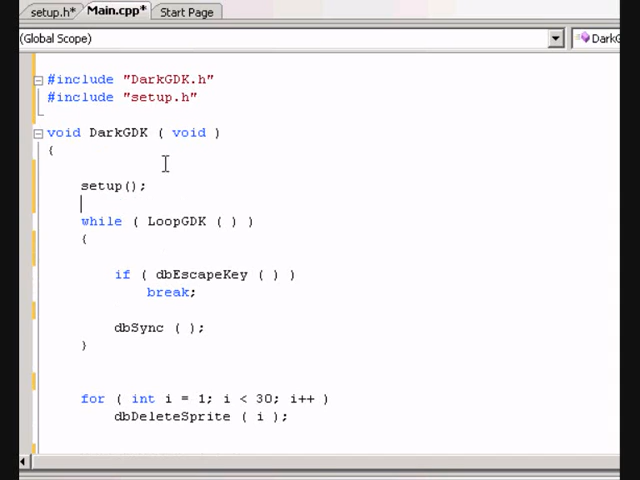 setup.h* Main.cpp* Start Page
(Global Scope) DarkG
#include "DarkGDK.h"
#include "setup.h"
void DarkGDK ( void )
{
setup();
while ( LoopGDK ( ) )
{
if ( dbEscapeKey ( ) )
break;
dbSync ( );
}
for ( int i = 1; i < 30; i++ )
dbDeleteSprite ( i );